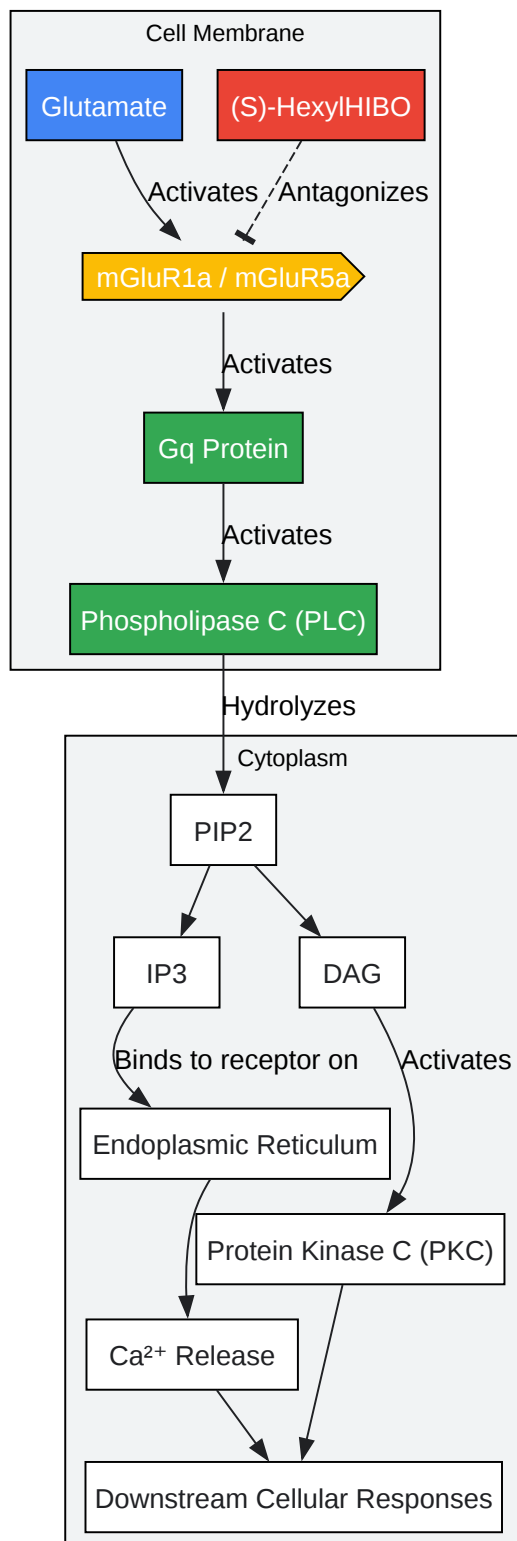 Cell Membrane
Glutamate
(S)-HexylHIBO
Activates
Antagonizes
mGluR1a / mGluR5a
Activates
Gq Protein
Activates
Phospholipase C (PLC)
Hydrolyzes
Cytoplasm
PIP2
IP3
DAG
Binds to receptor on
Activates
Endoplasmic Reticulum
Protein Kinase C (PKC)
Ca²⁺ Release
Downstream Cellular Responses